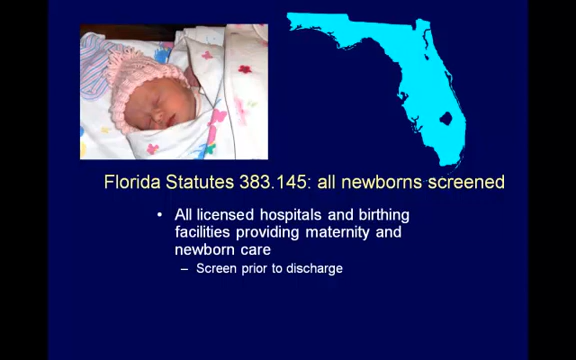 Florida Statutes 383.145: all newborns screened
• All licensed hospitals and birthing
facilities providing maternity and
newborn care
– Screen prior to discharge